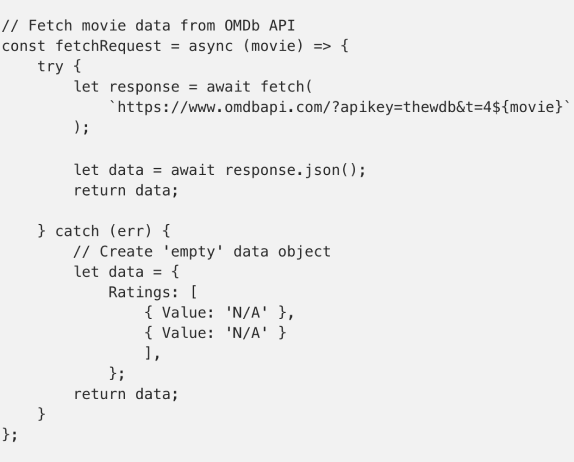 // Fetch movie data from OMDb API
const fetchRequest = async (movie) => {
    try {
        let response = await fetch(
            `https://www.omdbapi.com/?apikey=thewdb&t=4${movie}`
        );

        let data = await response.json();
        return data;

    } catch (err) {
        // Create 'empty' data object
        let data = {
            Ratings: [
                { Value: 'N/A' },
                { Value: 'N/A' }
                ],
            };
        return data;
    }
};